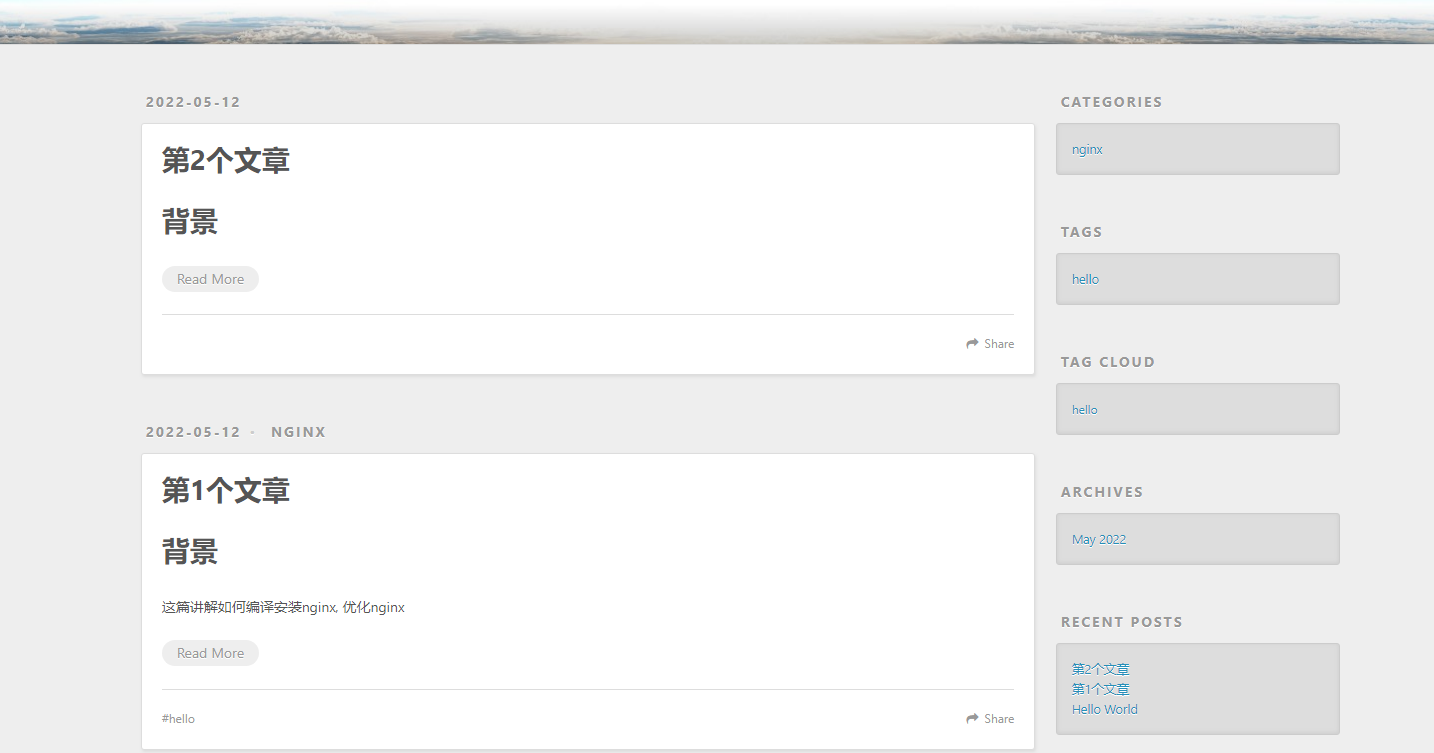 2022-05-12
第2个文章
背景
Read More
Share
2022-05-12 • NGINX
第1个文章
背景
这篇讲解如何编译安装nginx, 优化nginx
Read More
#hello
Share
CATEGORIES
nginx
TAGS
hello
TAG CLOUD
hello
ARCHIVES
May 2022
RECENT POSTS
第2个文章
第1个文章
Hello World